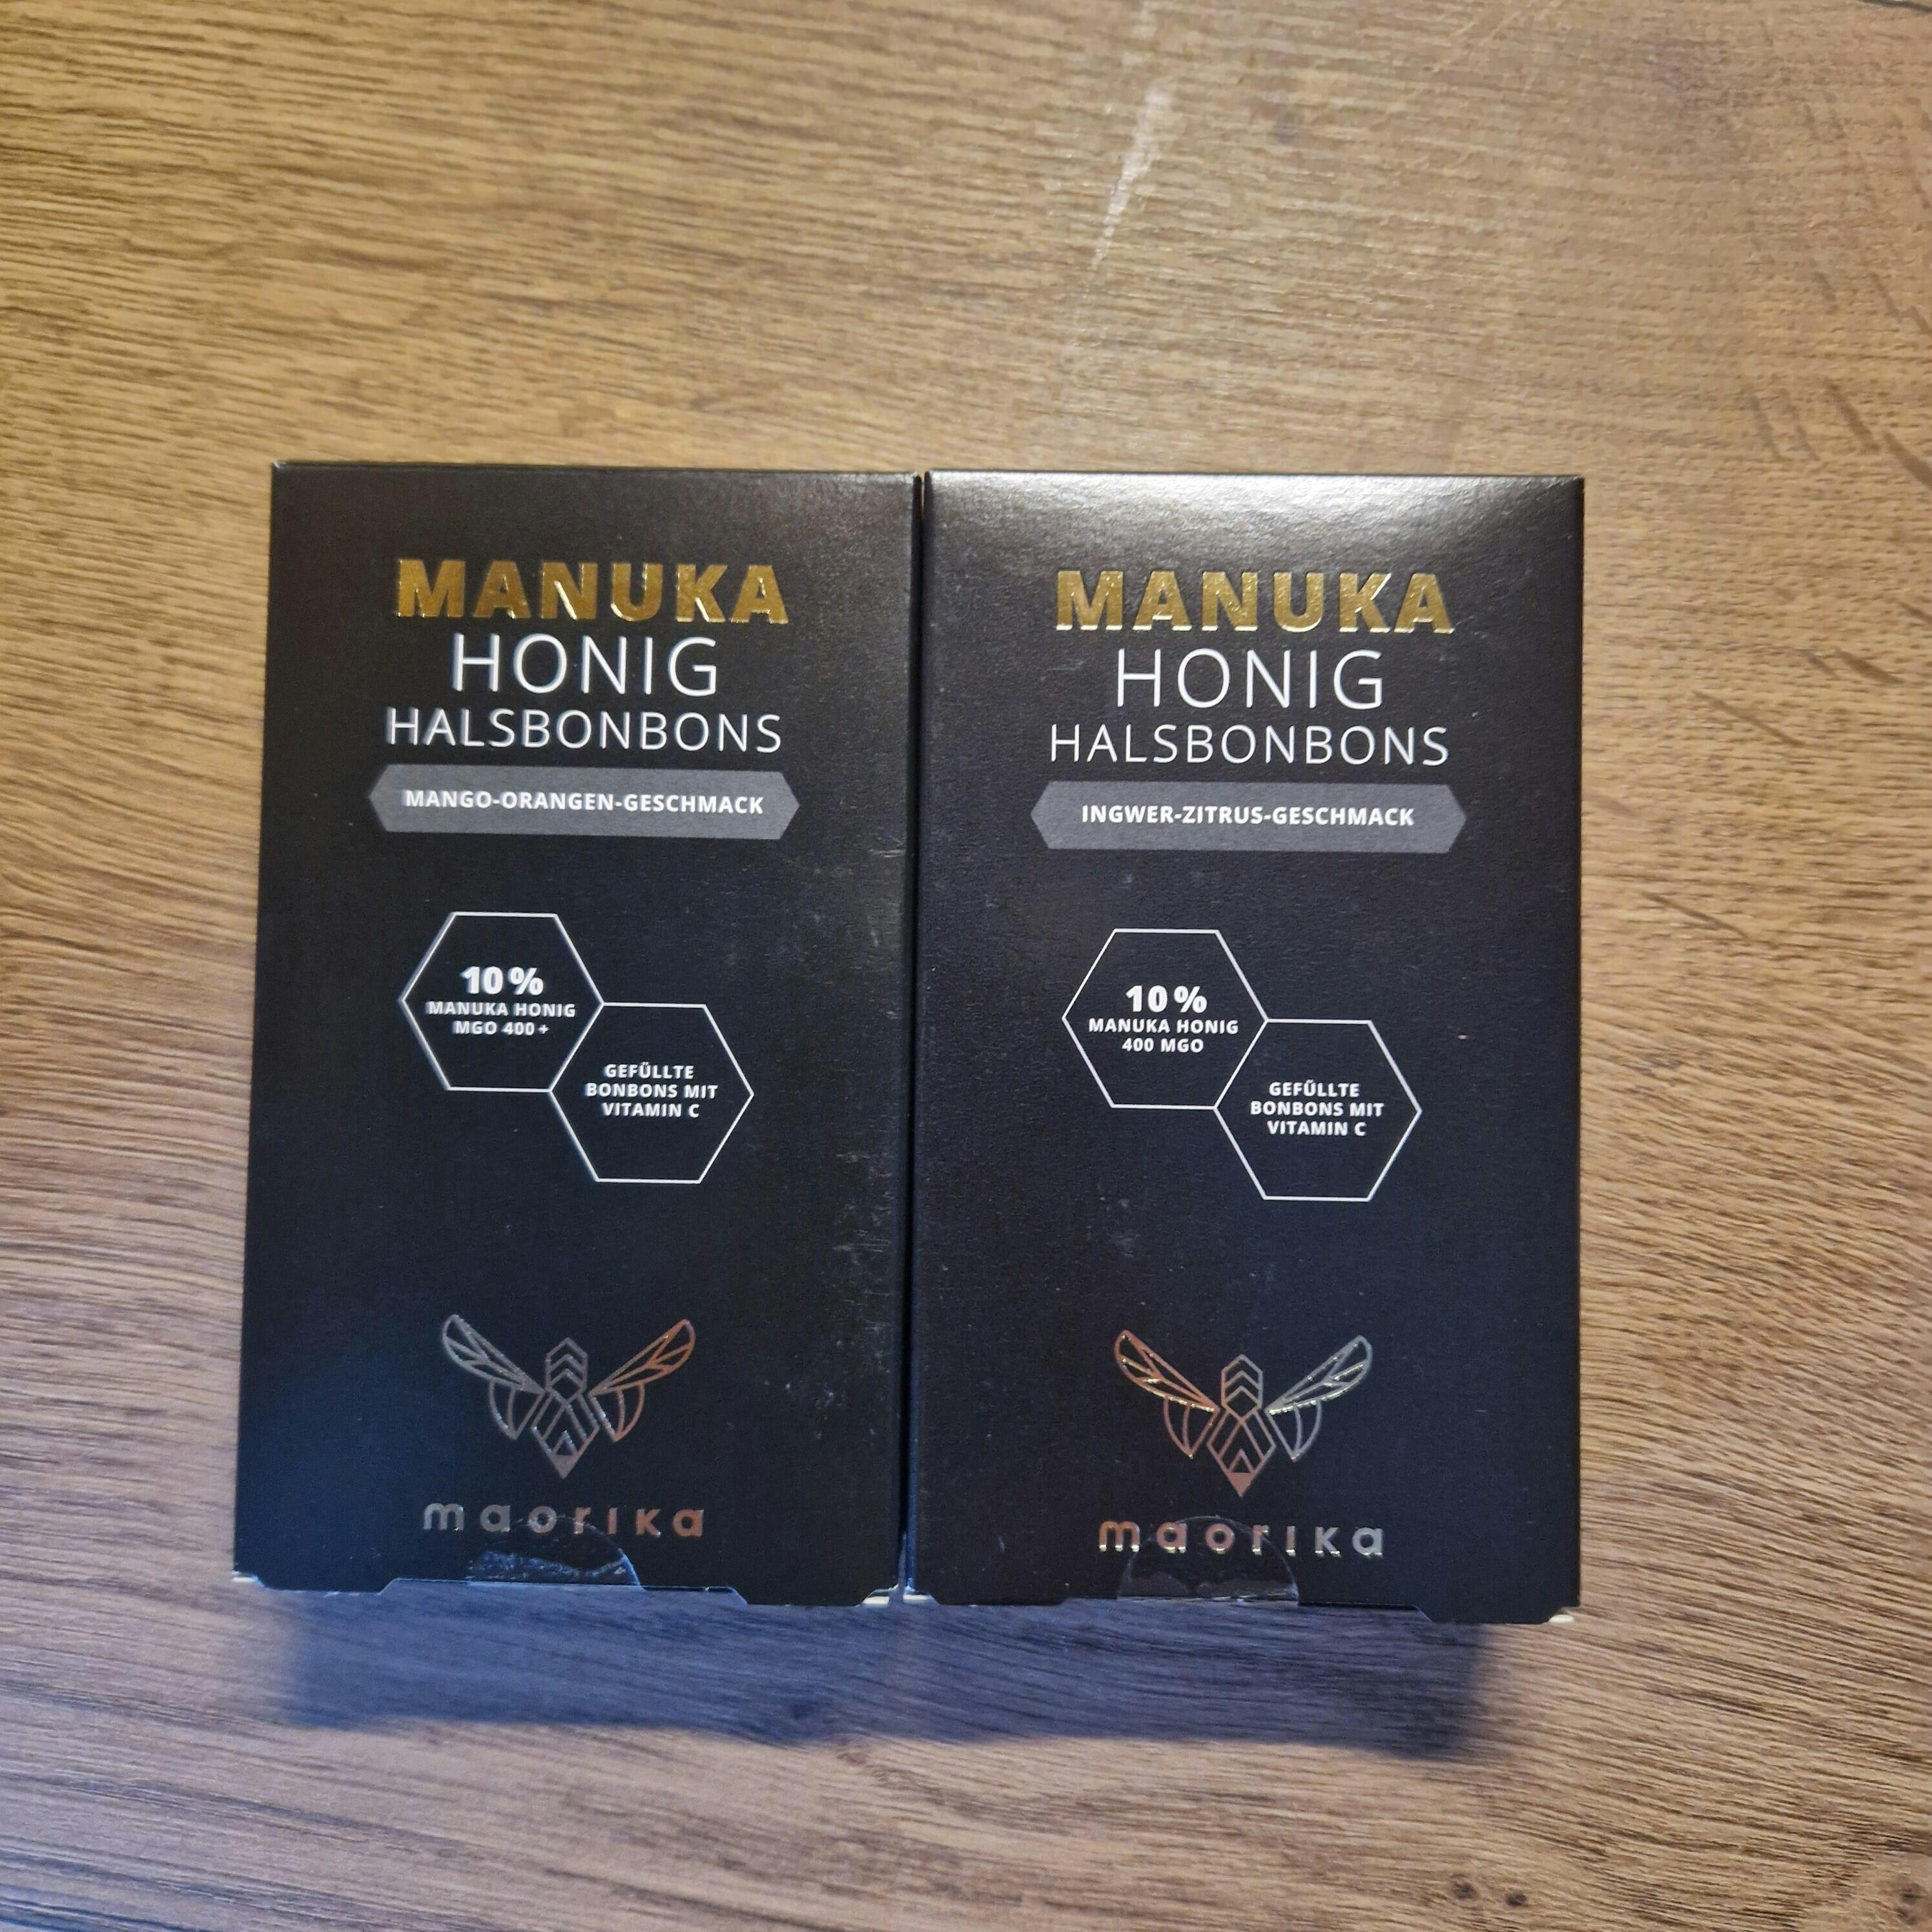 MANUKA
HONIG
HALSBONBONS
MANGO-ORANGEN-GESCHMACK
10 %
MANUKA HONIG
MGO 400+
GEFÜLLTE
BONBONS MIT
VITAMIN C
maorika
MANUKA
HONIG
HALSBONBONS
INGWER-ZITRUS-GESCHMACK
10 %
MANUKA HONIG
400 MGO
GEFÜLLTE
BONBONS MIT
VITAMIN C
maorika